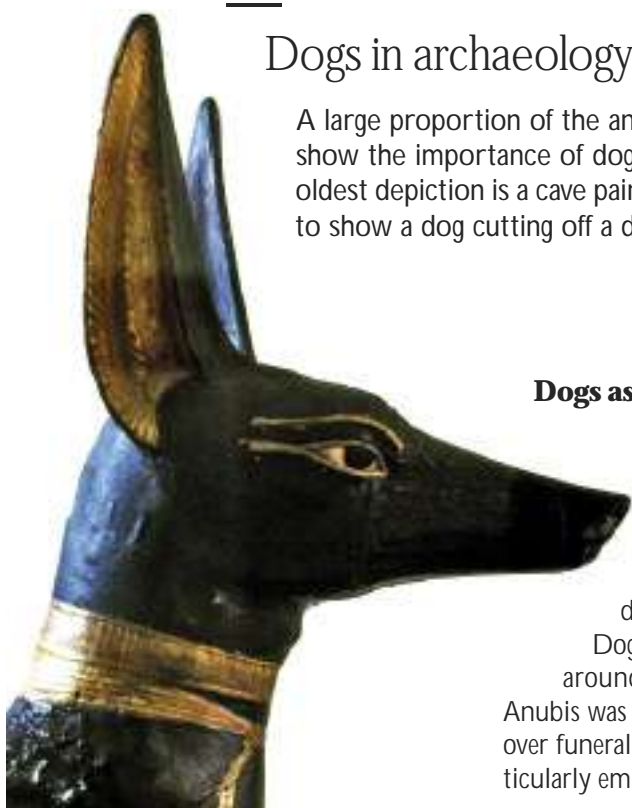 Dogs in archaeology
A large proportion of the an
show the importance of dog
oldest depiction is a cave pain
to show a dog cutting off a d
Dogs as
d
Dog
around
Anubis was
over funeral
ticularly em